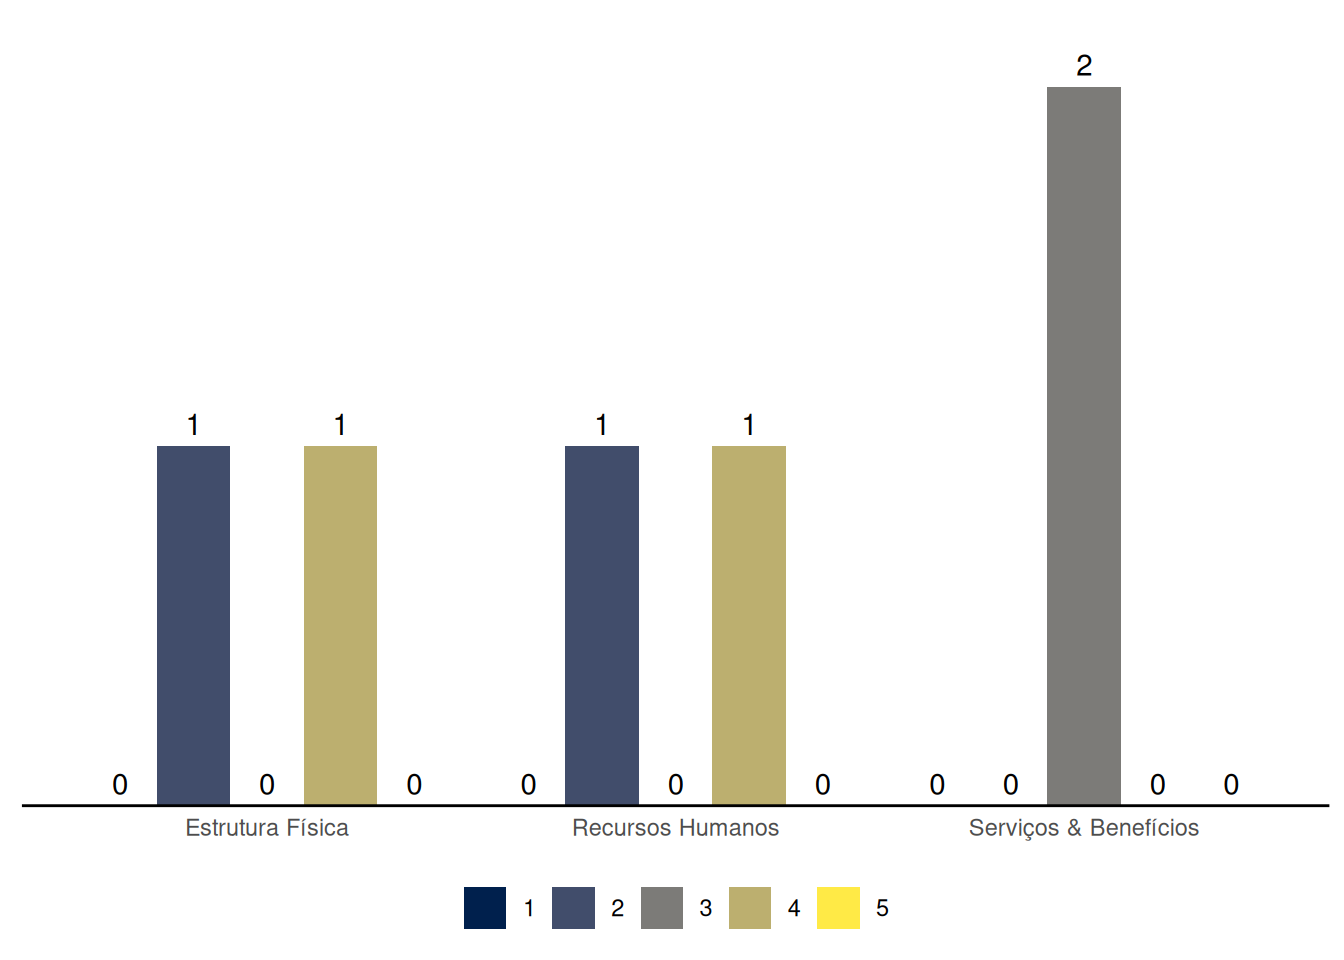 2
1 1 1 1
0 0 0 0 0 0 0 0 0 0
Estrutura Física Recursos Humanos Serviços & Benefícios
1 2 3 4 5